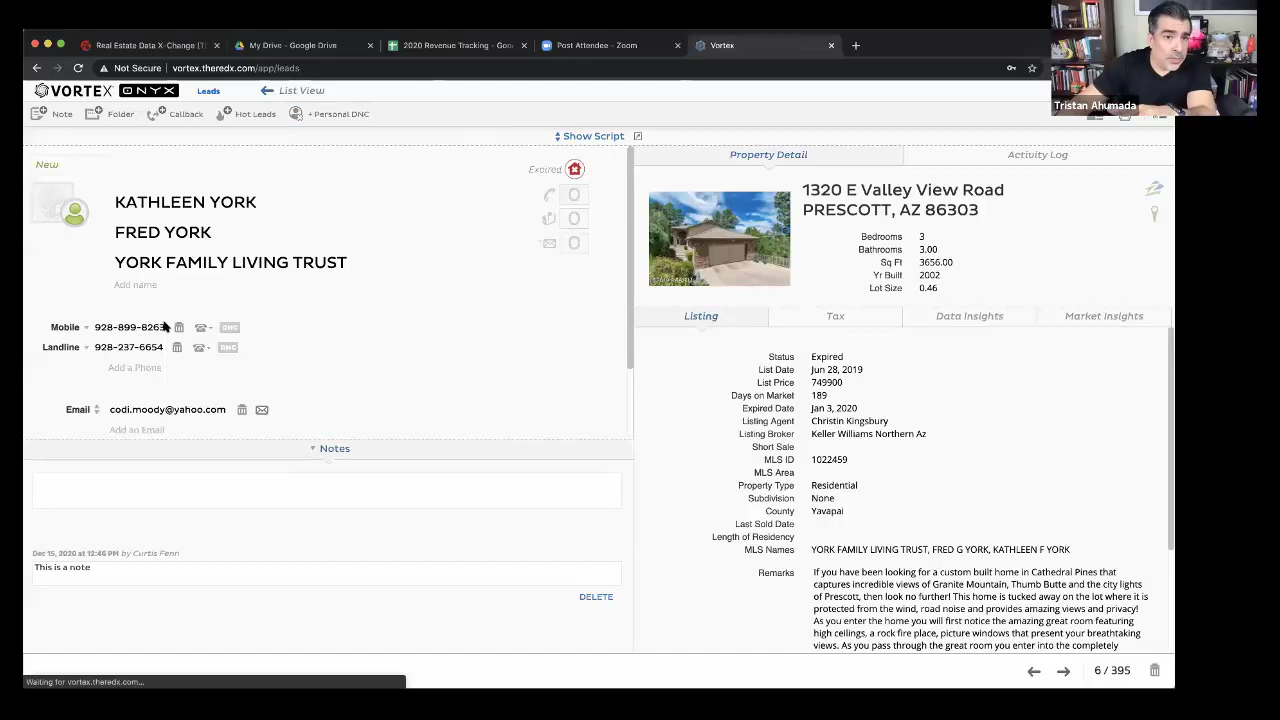 Real Estate Data X-Change (T
My Drive - Google Drive
2020 Revenue Tracking - Goo
Post Attendee - Zoom
Vortex
Not Secure
vortex.theredx.com/app/leads
VORTEX ONYX
Leads
List View
Note
Folder
Callback
Hot Leads
+ Personal DNC
Tristan Ahumada
Show Script
New
Expired
KATHLEEN YORK
FRED YORK
YORK FAMILY LIVING TRUST
Add name
0
0
0
Mobile 928-899-8263 DNC
Landline 928-237-6654 DNC
Add a Phone
Email codi.moody@yahoo.com
Add an Email
Notes
Dec 15, 2020 at 12:46 PM by Curtis Fenn
This is a note
DELETE
Property Detail
Activity Log
1320 E Valley View Road
PRESCOTT, AZ 86303
Bedrooms 3
Bathrooms 3.00
Sq Ft 3656.00
Yr Built 2002
Lot Size 0.46
Listing
Tax
Data Insights
Market Insights
Status Expired
List Date Jun 28, 2019
List Price 749900
Days on Market 189
Expired Date Jan 3, 2020
Listing Agent Christin Kingsbury
Listing Broker Keller Williams Northern Az
Short Sale
MLS ID 1022459
MLS Area
Property Type Residential
Subdivision None
County Yavapai
Last Sold Date
Length of Residency
MLS Names YORK FAMILY LIVING TRUST, FRED G YORK, KATHLEEN F YORK
Remarks If you have been looking for a custom built home in Cathedral Pines that
captures incredible views of Granite Mountain, Thumb Butte and the city lights
of Prescott, then look no further! This home is tucked away on the lot where it is
protected from the wind, road noise and provides amazing views and privacy!
As you enter the home you will first notice the amazing great room featuring
high ceilings, a rock fire place, picture windows that present your breathtaking
views. As you pass through the great room you enter into the completely
6 / 395
Waiting for vortex.theredx.com...